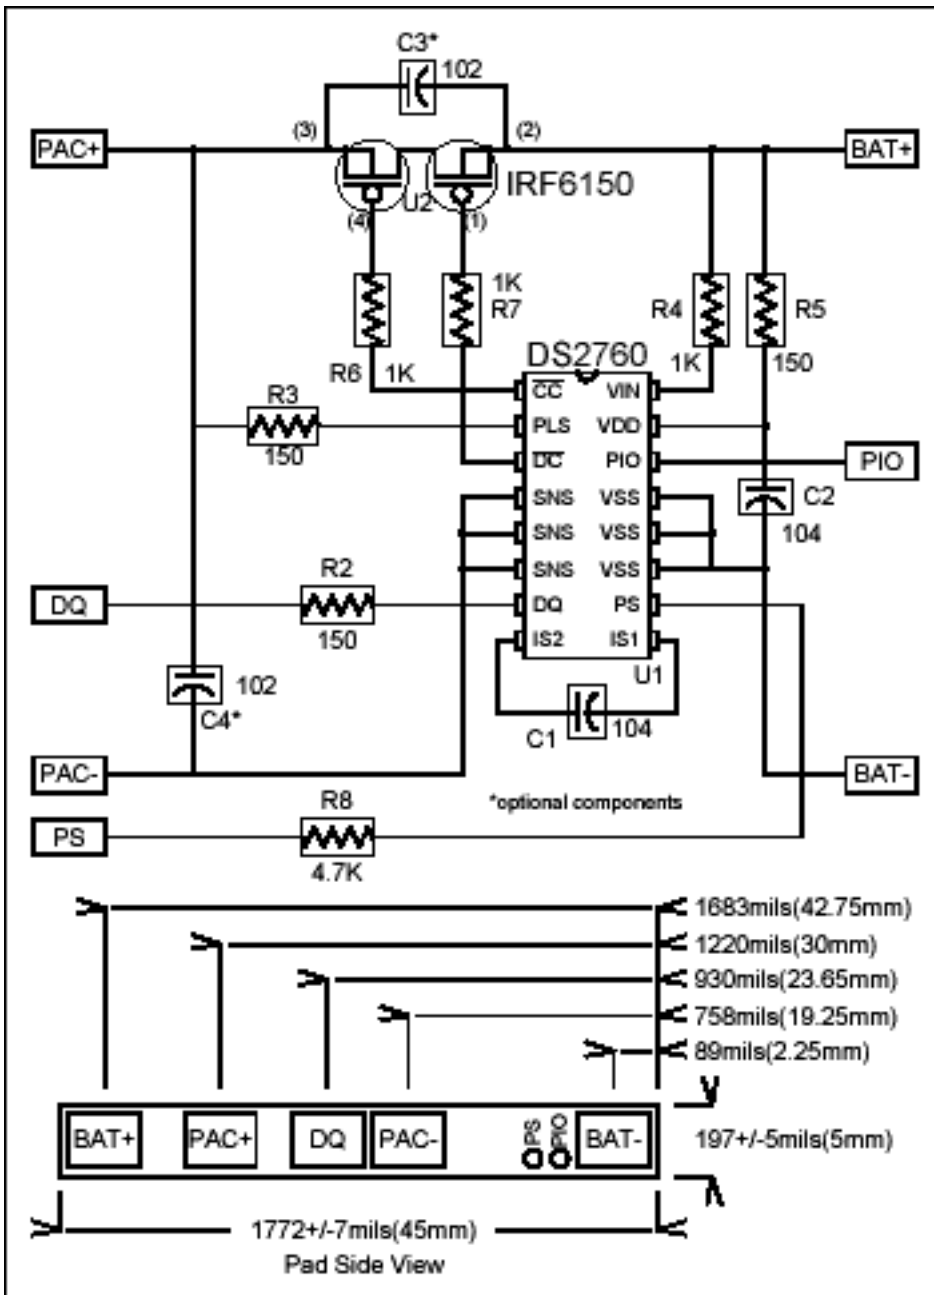 C3*
102
(3)
(2)
PAC+
BAT+
IRF6150
U2
(4)
(1)
1K
R7
R4
R5
R6
1K
1K
150
DS2760
R3
150
CC
VIN
PLS
VDD
DC
PIO
PIO
SNS
VSS
C2
104
SNS
VSS
SNS
VSS
R2
DQ
150
DQ
PS
IS2
IS1
U1
102
C4*
C1
104
PAC-
BAT-
*optional components
R8
PS
4.7K
1683mils(42.75mm)
1220mils(30mm)
930mils(23.65mm)
758mils(19.25mm)
89mils(2.25mm)
BAT+
PAC+
DQ
PAC-
PS
PIO
BAT-
197+/-5mils(5mm)
1772+/-7mils(45mm)
Pad Side View